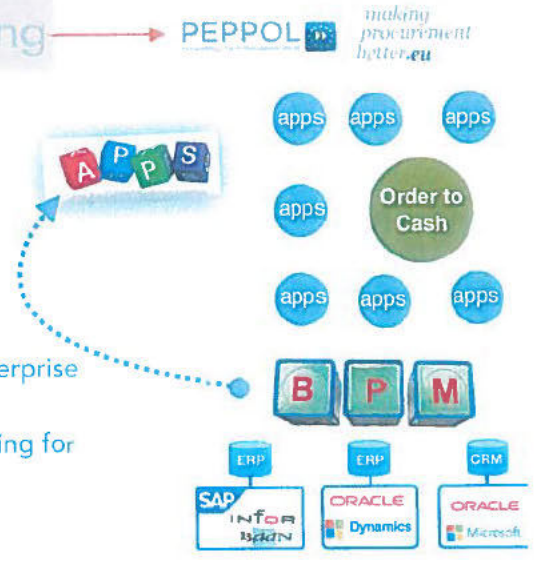 ng
PEPPOL
making
procurement
better.eu
apps apps apps
A P P S
apps
Order to
Cash
apps apps apps
erprise
B P M
ing for
ERP ERP CRM
SAP
INFOR
BAAN
ORACLE
Dynamics
ORACLE
Microsoft